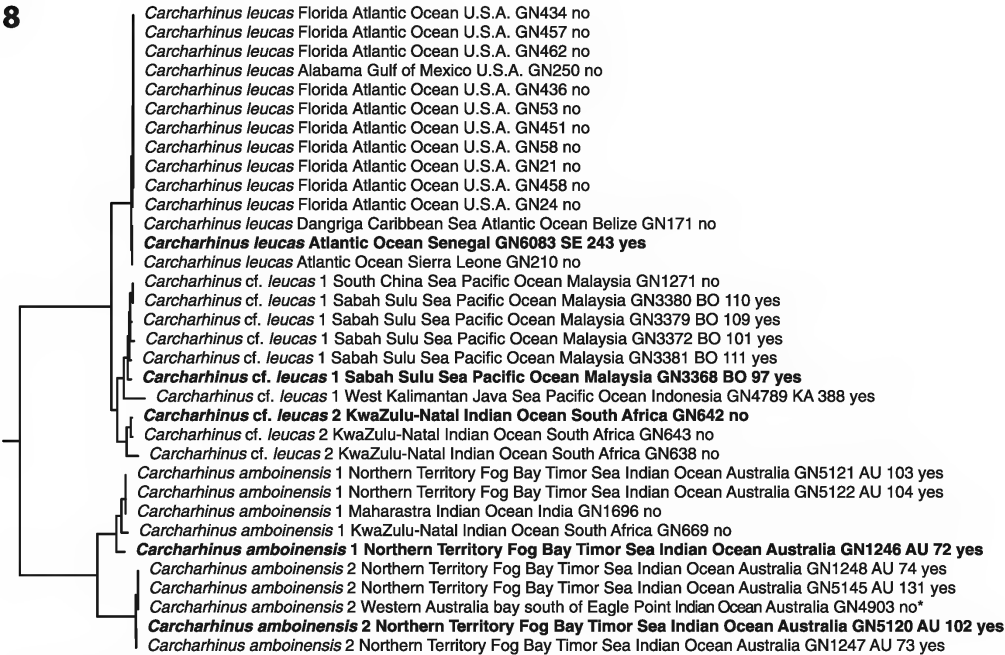 8
Carcharhinus leucas Florida Atlantic Ocean U.S.A. GN434 no
Carcharhinus leucas Florida Atlantic Ocean U.S.A. GN457 no
Carcharhinus leucas Florida Atlantic Ocean U.S.A. GN462 no
Carcharhinus leucas Alabama Gulf of Mexico U.S.A. GN250 no
Carcharhinus leucas Florida Atlantic Ocean U.S.A. GN436 no
Carcharhinus leucas Florida Atlantic Ocean U.S.A. GN53 no
Carcharhinus leucas Florida Atlantic Ocean U.S.A. GN451 no
Carcharhinus leucas Florida Atlantic Ocean U.S.A. GN58 no
Carcharhinus leucas Florida Atlantic Ocean U.S.A. GN21 no
Carcharhinus leucas Florida Atlantic Ocean U.S.A. GN458 no
Carcharhinus leucas Florida Atlantic Ocean U.S.A. GN24 no
Carcharhinus leucas Dangriga Caribbean Sea Atlantic Ocean Belize GN171 no
Carcharhinus leucas Atlantic Ocean Senegal GN6083 SE 243 yes
Carcharhinus leucas Atlantic Ocean Sierra Leone GN210 no
Carcharhinus cf. leucas 1 South China Sea Pacific Ocean Malaysia GN1271 no
Carcharhinus cf. leucas 1 Sabah Sulu Sea Pacific Ocean Malaysia GN3380 BO 110 yes
Carcharhinus cf. leucas 1 Sabah Sulu Sea Pacific Ocean Malaysia GN3379 BO 109 yes
Carcharhinus cf. leucas 1 Sabah Sulu Sea Pacific Ocean Malaysia GN3372 BO 101 yes
Carcharhinus cf. leucas 1 Sabah Sulu Sea Pacific Ocean Malaysia GN3381 BO 111 yes
Carcharhinus cf. leucas 1 Sabah Sulu Sea Pacific Ocean Malaysia GN3368 BO 97 yes
Carcharhinus cf. leucas 1 West Kalimantan Java Sea Pacific Ocean Indonesia GN4789 KA 388 yes
Carcharhinus cf. leucas 2 KwaZulu-Natal Indian Ocean South Africa GN642 no
Carcharhinus cf. leucas 2 KwaZulu-Natal Indian Ocean South Africa GN643 no
Carcharhinus cf. leucas 2 KwaZulu-Natal Indian Ocean South Africa GN638 no
Carcharhinus amboinensis 1 Northern Territory Fog Bay Timor Sea Indian Ocean Australia GN5121 AU 103 yes
Carcharhinus amboinensis 1 Northern Territory Fog Bay Timor Sea Indian Ocean Australia GN5122 AU 104 yes
Carcharhinus amboinensis 1 Maharastra Indian Ocean India GN1696 no
Carcharhinus amboinensis 1 KwaZulu-Natal Indian Ocean South Africa GN669 no
Carcharhinus amboinensis 1 Northern Territory Fog Bay Timor Sea Indian Ocean Australia GN1246 AU 72 yes
Carcharhinus amboinensis 2 Northern Territory Fog Bay Timor Sea Indian Ocean Australia GN1248 AU 74 yes
Carcharhinus amboinensis 2 Northern Territory Fog Bay Timor Sea Indian Ocean Australia GN5145 AU 131 yes
Carcharhinus amboinensis 2 Western Australia bay south of Eagle Point Indian Ocean Australia GN4903 no*
Carcharhinus amboinensis 2 Northern Territory Fog Bay Timor Sea Indian Ocean Australia GN5120 AU 102 yes
Carcharhinus amboinensis 2 Northern Territory Fog Bay Timor Sea Indian Ocean Australia GN1247 AU 73 yes